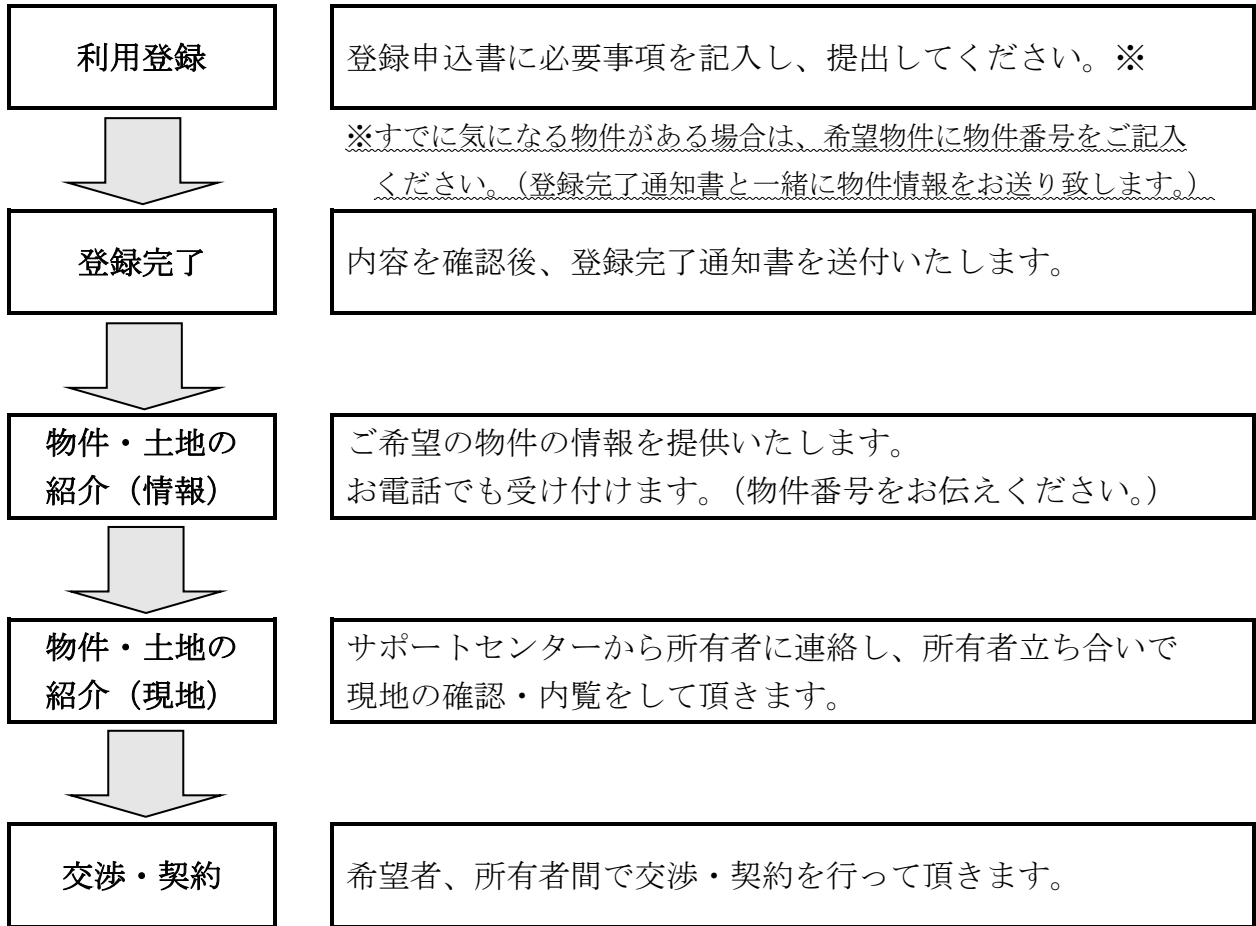 利用登録
登録申込書に必要事項を記入し、提出してください。※
※すでに気になる物件がある場合は、希望物件に物件番号をご記入
ください。（登録完了通知書と一緒に物件情報をお送り致します。）
登録完了
内容を確認後、登録完了通知書を送付いたします。
物件・土地の
紹介（情報）
ご希望の物件の情報を提供いたします。
お電話でも受け付けます。（物件番号をお伝えください。）
物件・土地の
紹介（現地）
サポートセンターから所有者に連絡し、所有者立ち合いで
現地の確認・内覧をして頂きます。
交渉・契約
希望者、所有者間で交渉・契約を行って頂きます。